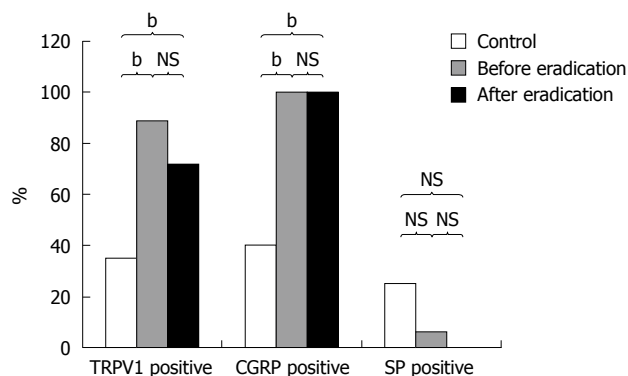 b
b
b NS
b NS
120
100
80
60
40
20
0
%
Control
Before eradication
After eradication
NS
NS NS
TRPV1 positive CGRP positive SP positive